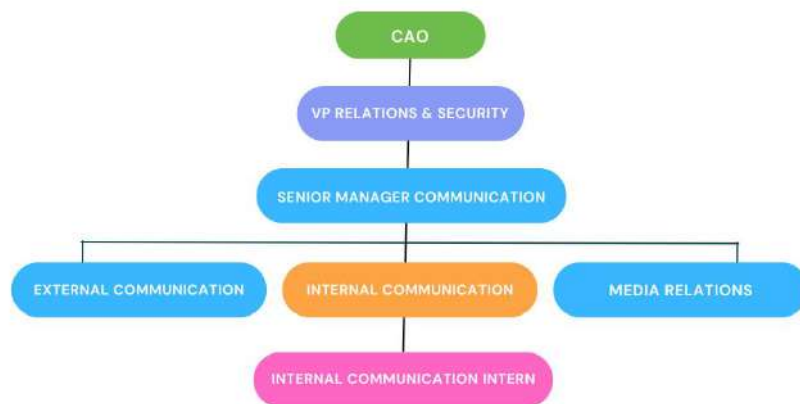 CAO
VP RELATIONS & SECURITY
SENIOR MANAGER COMMUNICATION
EXTERNAL COMMUNICATION
INTERNAL COMMUNICATION
MEDIA RELATIONS
INTERNAL COMMUNICATION INTERN